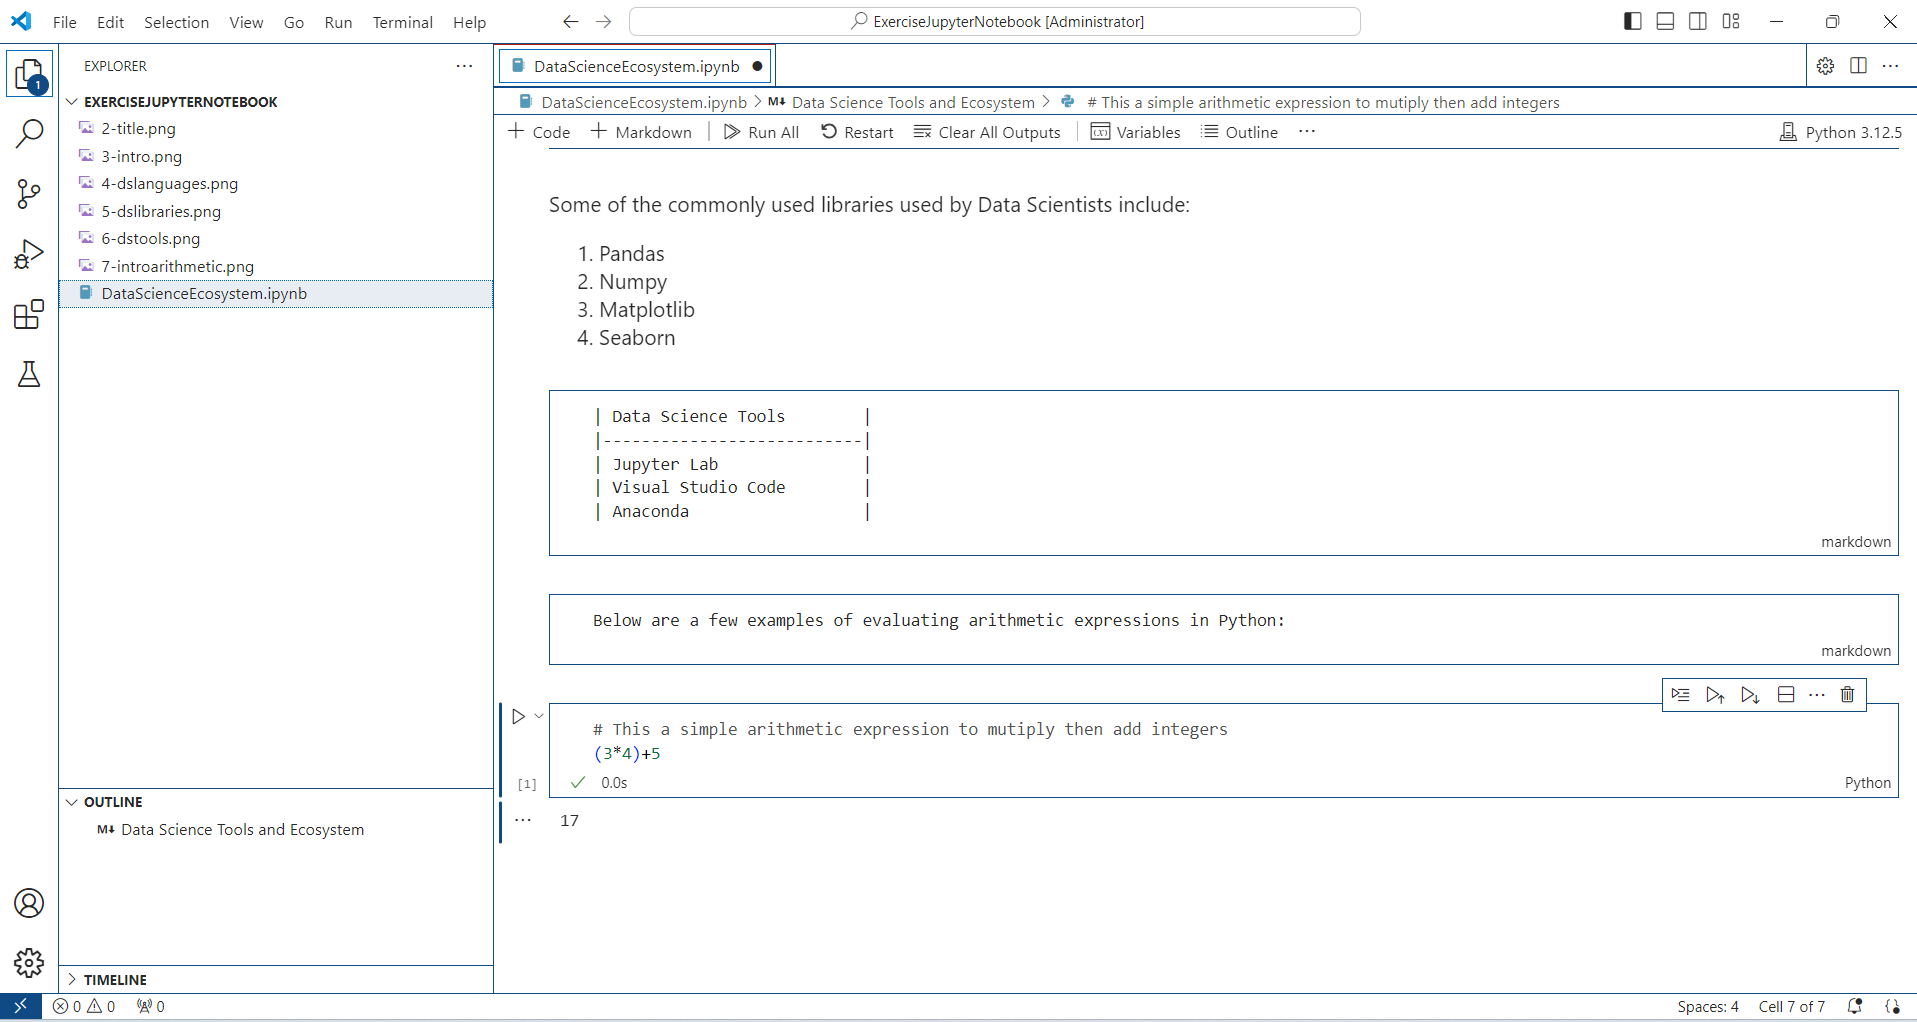 File Edit Selection View Go Run Terminal Help
ExerciseJupyterNotebook [Administrator]
1
EXPLORER
EXERCISEJUPYTERNOTEBOOK
2-title.png
3-intro.png
4-dslanguages.png
5-dslibraries.png
6-dstools.png
7-introarithmetic.png
DataScienceEcosystem.ipynb
OUTLINE
M Data Science Tools and Ecosystem
TIMELINE
DataScienceEcosystem.ipynb
DataScienceEcosystem.ipynb > M Data Science Tools and Ecosystem > # This a simple arithmetic expression to mutiply then add integers
+ Code + Markdown | Run All Restart Clear All Outputs | Variables Outline ... Python 3.12.5
Some of the commonly used libraries used by Data Scientists include:
1. Pandas
2. Numpy
3. Matplotlib
4. Seaborn
| Data Science Tools |
|---------------------------|
| Jupyter Lab |
| Visual Studio Code |
| Anaconda |
markdown
Below are a few examples of evaluating arithmetic expressions in Python:
markdown
# This a simple arithmetic expression to mutiply then add integers
(3*4)+5
[1] 0.0s Python
... 17
0 0 0 Spaces: 4 Cell 7 of 7